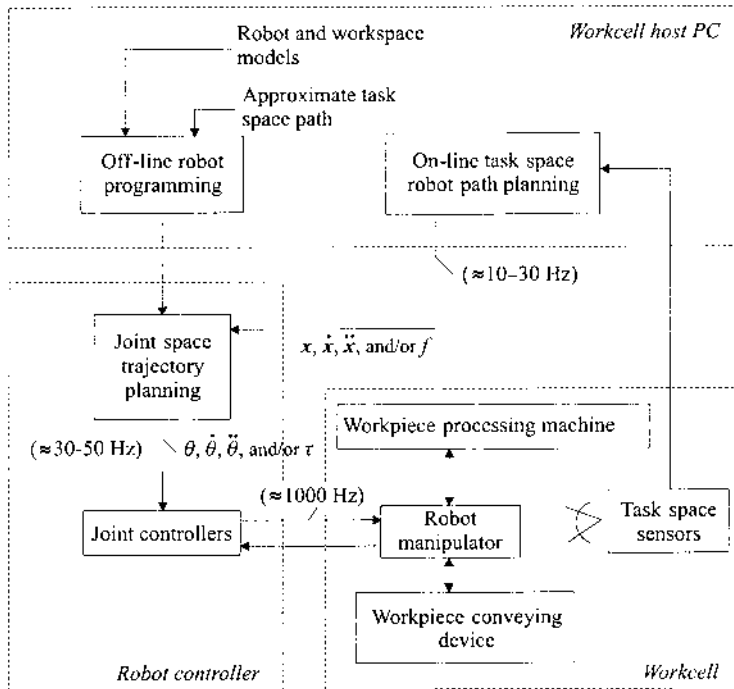 Robot and workspace
models
Workcell host PC
Approximate task
space path
Off-line robot
programming
On-line task space
robot path planning
(≈10–30 Hz)
Joint space
trajectory
planning
x, ẋ, ẍ, and/or f
Workpiece processing machine
(≈30-50 Hz)
θ, θ̇, θ̈, and/or τ
(≈1000 Hz)
Joint controllers
Robot
manipulator
Task space
sensors
Workpiece conveying
device
Robot controller
Workcell